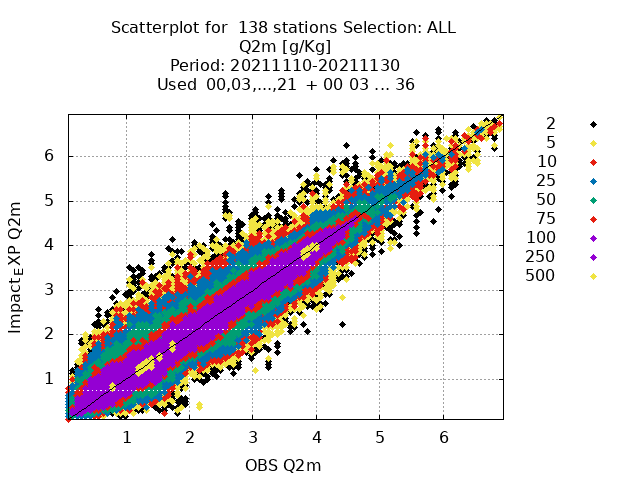 Scatterplot for 138 stations Selection: ALL
Q2m [g/Kg]
Period: 20211110-20211130
Used 00,03,...,21 + 00 03 ... 36
2
5
10
25
50
75
100
250
500
6
5
4
3
2
1
Impact_EXP Q2m
1 2 3 4 5 6
OBS Q2m